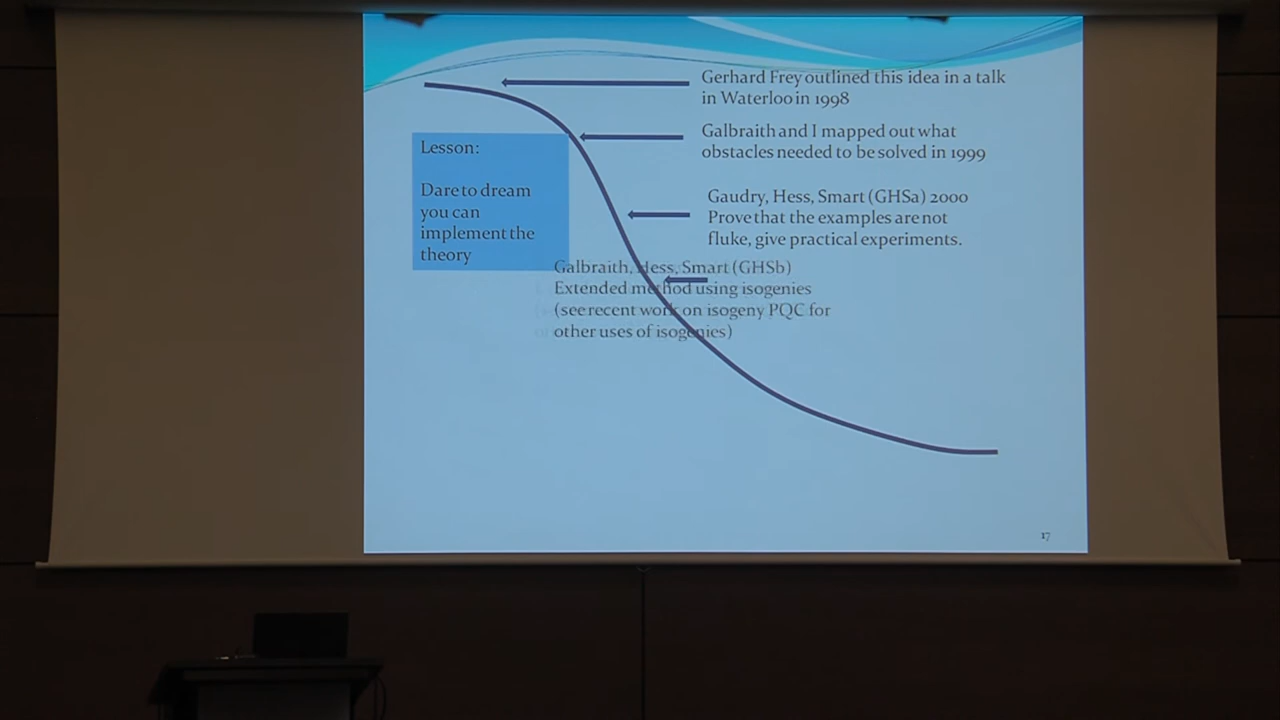 Gerhard Frey outlined this idea in a talk
in Waterloo in 1998
Galbraith and I mapped out what
obstacles needed to be solved in 1999
Lesson:
Dare to dream
you can
implement the
theory
Gaudry, Hess, Smart (GHSa) 2000
Prove that the examples are not
fluke, give practical experiments.
Galbraith, Hess, Smart (GHSb)
Extended method using isogenies
(see recent work on isogeny PQC for
other uses of isogenies)
17